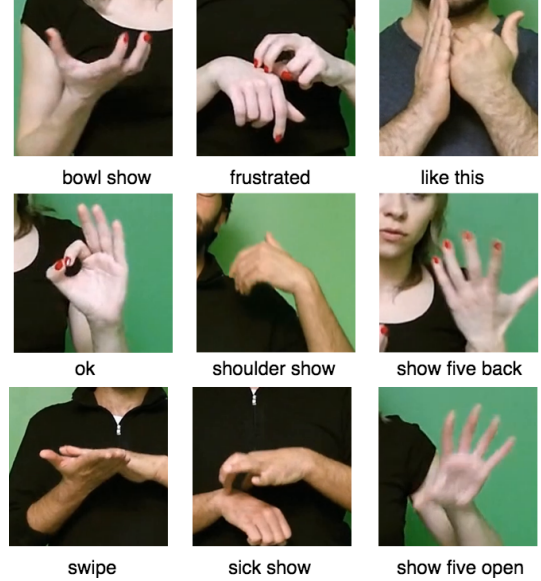 bowl show
frustrated
like this
ok
shoulder show
show five back
swipe
sick show
show five open